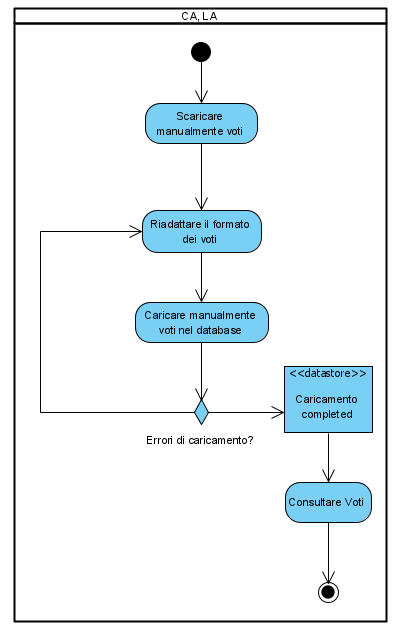 CA, LA
Scaricare
manualmente voti
Riadattare il formato
dei voti
Caricare manualmente
voti nel database
<<datastore>>
Caricamento
completed
Errori di caricamento?
Consultare Voti